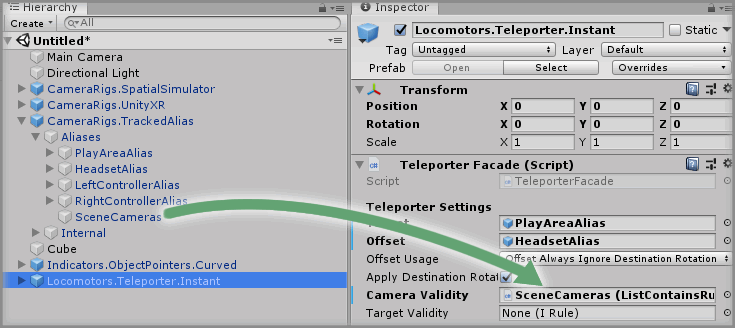 Hierarchy
Create
All
Untitled*
Main Camera
Directional Light
CameraRigs.SpatialSimulator
CameraRigs.UnityXR
CameraRigs.TrackedAlias
Aliases
PlayAreaAlias
HeadsetAlias
LeftControllerAlias
RightControllerAlias
SceneCameras
Internal
Cube
Indicators.ObjectPointers.Curved
Locomotors.Teleporter.Instant
Inspector
Locomotors.Teleporter.Instant Static
Tag Untagged Layer Default
Prefab Open Select Overrides
Transform
Position X 0 Y 0 Z 0
Rotation X 0 Y 0 Z 0
Scale X 1 Y 1 Z 1
Teleporter Facade (Script)
Script TeleporterFacade
Teleporter Settings
PlayAreaAlias
Offset HeadsetAlias
Offset Usage Offset Always Ignore Destination Rotation
Apply Destination Rotat
Camera Validity SceneCameras (ListContainsRu
Target Validity None (I Rule)